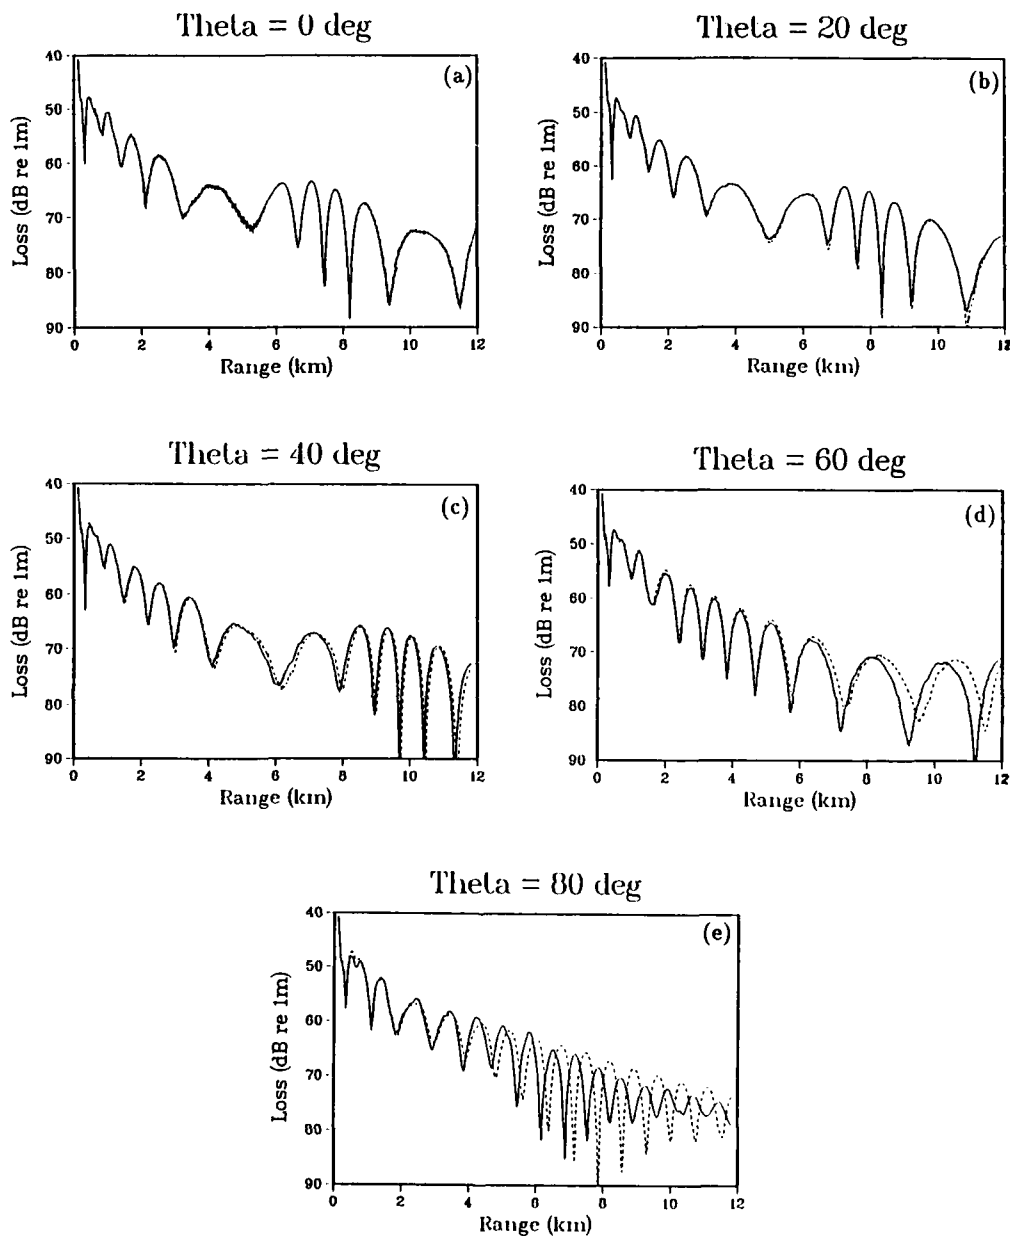 Theta = 0 deg
(a)
Loss (dB re 1m)
40
50
60
70
80
90
0 2 4 6 8 10 12
Range (km)
Theta = 20 deg
(b)
Loss (dB re 1m)
40
50
60
70
80
90
0 2 4 6 8 10 12
Range (km)
Theta = 40 deg
(c)
Loss (dB re 1m)
40
50
60
70
80
90
0 2 4 6 8 10 12
Range (km)
Theta = 60 deg
(d)
Loss (dB re 1m)
40
50
60
70
80
90
0 2 4 6 8 10 12
Range (km)
Theta = 80 deg
(e)
Loss (dB re 1m)
40
50
60
70
80
90
0 2 4 6 8 10 12
Range (km)